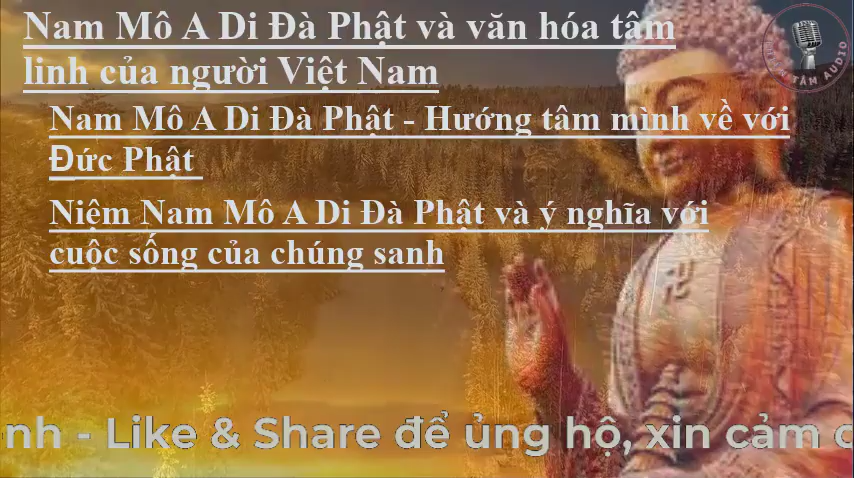 Nam Mô A Di Đà Phật và văn hóa tâm
linh của người Việt Nam
Nam Mô A Di Đà Phật - Hướng tâm mình về với
Đức Phật
Niệm Nam Mô A Di Đà Phật và ý nghĩa với
cuộc sống của chúng sanh
nh - Like & Share để ủng hộ, xin cảm
TÂM AUDIO